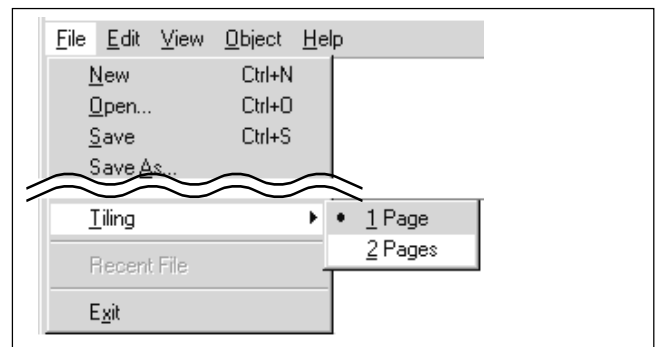 File Edit View Object Help
New Ctrl+N
Open... Ctrl+O
Save Ctrl+S
Save As...
Tiling
1 Page
2 Pages
Recent File
Exit